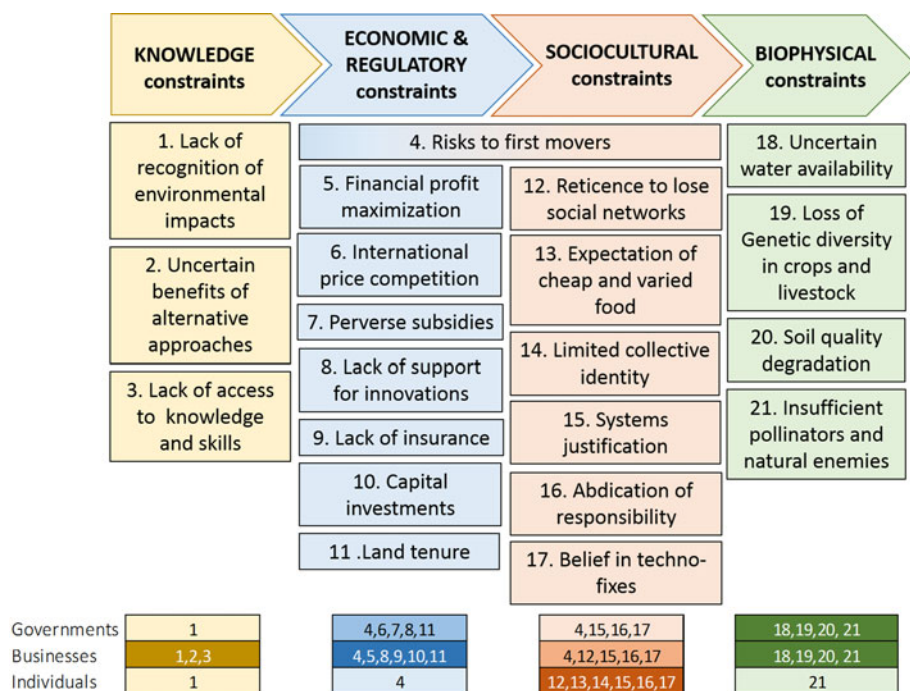 KNOWLEDGE
constraints
ECONOMIC &
REGULATORY
constraints
SOCIOCULTURAL
constraints
BIOPHYSICAL
constraints
1. Lack of
recognition of
environmental
impacts
2. Uncertain
benefits of
alternative
approaches
3. Lack of access
to knowledge
and skills
4. Risks to first movers
5. Financial profit
maximization
6. International
price competition
7. Perverse subsidies
8. Lack of support
for innovations
9. Lack of insurance
10. Capital
investments
11 .Land tenure
12. Reticence to lose
social networks
13. Expectation of
cheap and varied
food
14. Limited collective
identity
15. Systems
justification
16. Abdication of
responsibility
17. Belief in techno-
fixes
18. Uncertain
water availability
19. Loss of
Genetic diversity
in crops and
livestock
20. Soil quality
degradation
21. Insufficient
pollinators and
natural enemies
Governments 1 4,6,7,8,11 4,15,16,17 18,19,20, 21
Businesses 1,2,3 4,5,8,9,10,11 4,12,15,16,17 18,19,20, 21
Individuals 1 4 12,13,14,15,16,17 21